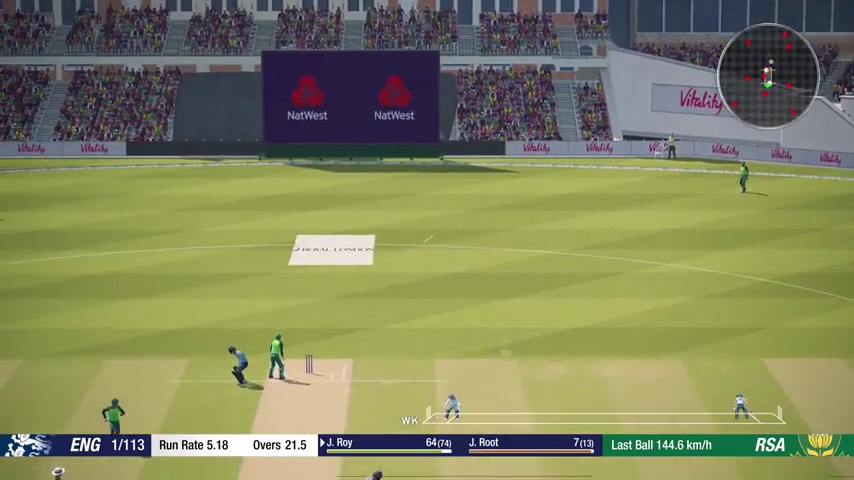 NatWest NatWest
Vitality
Vitality Vitality Vitality Vitality Vitality Vitality Vitality Vitality
ROYAL LONDON
WK
ENG 1/113 Run Rate 5.18 Overs 21.5 J. Roy 64 (74) J. Root 7 (13) Last Ball 144.6 km/h RSA